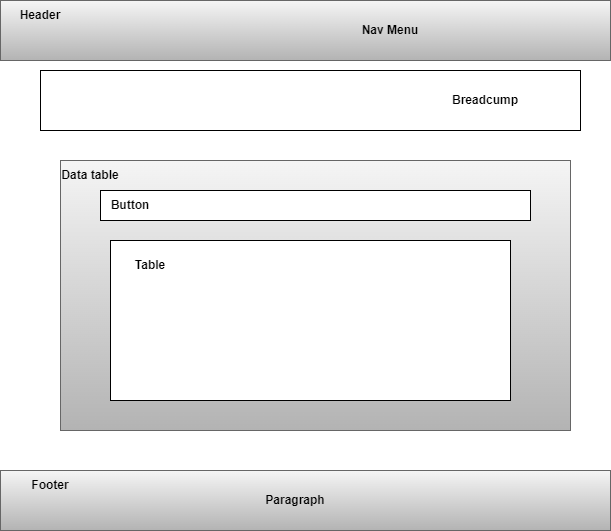 Header
Nav Menu
Breadcump
Data table
Button
Table
Footer
Paragraph